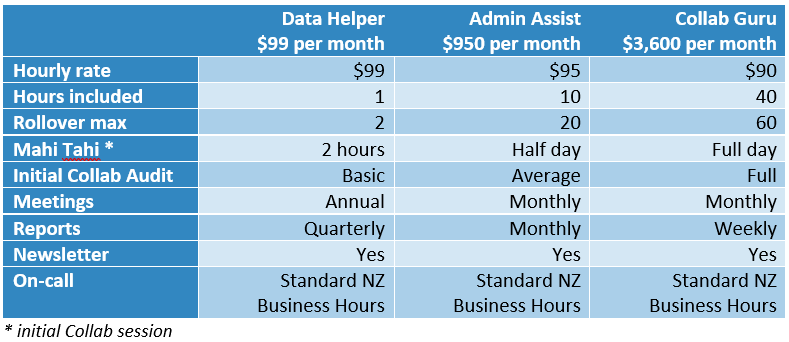 Data Helper Admin Assist Collab Guru
$99 per month $950 per month $3,600 per month
Hourly rate $99 $95 $90
Hours included 1 10 40
Rollover max 2 20 60
Mahi Tahi * 2 hours Half day Full day
Initial Collab Audit Basic Average Full
Meetings Annual Monthly Monthly
Reports Quarterly Monthly Weekly
Newsletter Yes Yes Yes
On-call Standard NZ Standard NZ Standard NZ
Business Hours Business Hours Business Hours
* initial Collab session